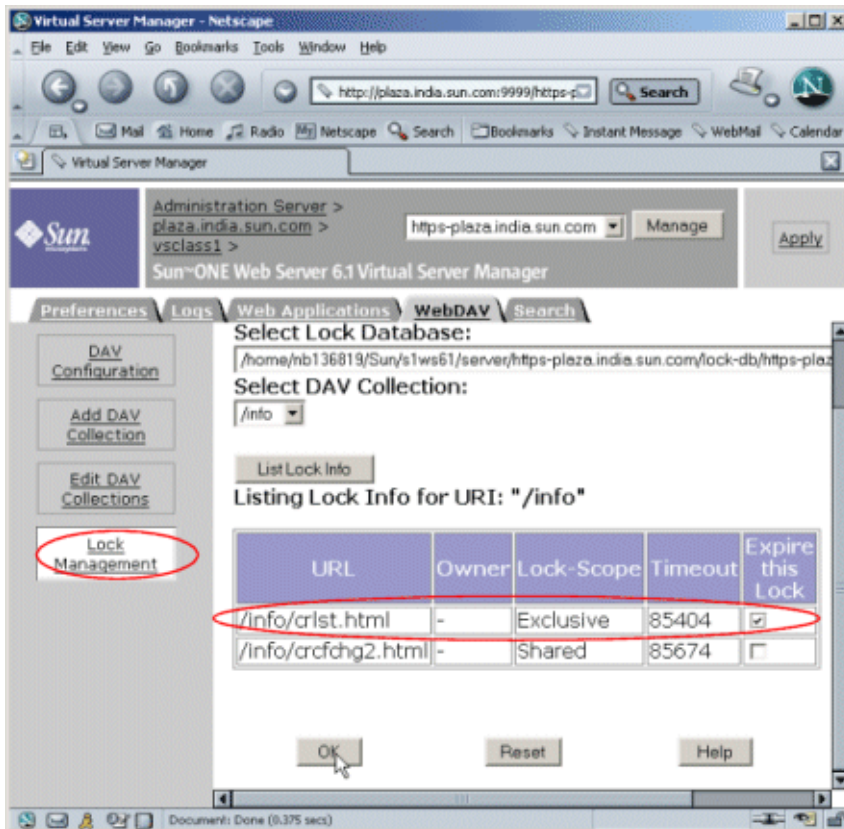 Virtual Server Manager - Netscape
File Edit View Go Bookmarks Tools Window Help
http://plaza.india.sun.com:9999/https-p
Search
N
Mail Home Radio My Netscape Search Bookmarks Instant Message WebMail Calendar
Virtual Server Manager
Sun
Administration Server >
plaza.india.sun.com >
vsclass1 >
https-plaza.india.sun.com Manage
Apply
Sun ONE Web Server 6.1 Virtual Server Manager
Preferences Logs Web Applications WebDAV Search
DAV
Configuration
Add DAV
Collection
Edit DAV
Collections
Lock
Management
Select Lock Database:
/home/nb136819/Sun/s1ws61/server/https-plaza.india.sun.com/lock-db/https-plaz
Select DAV Collection:
/info
List Lock Info
Listing Lock Info for URI: "/info"
URL Owner Lock-Scope Timeout Expire this Lock
/info/crlst.html - Exclusive 85404
/info/crcfchg2.html - Shared 85674
OK Reset Help
Document: Done (0.375 secs)